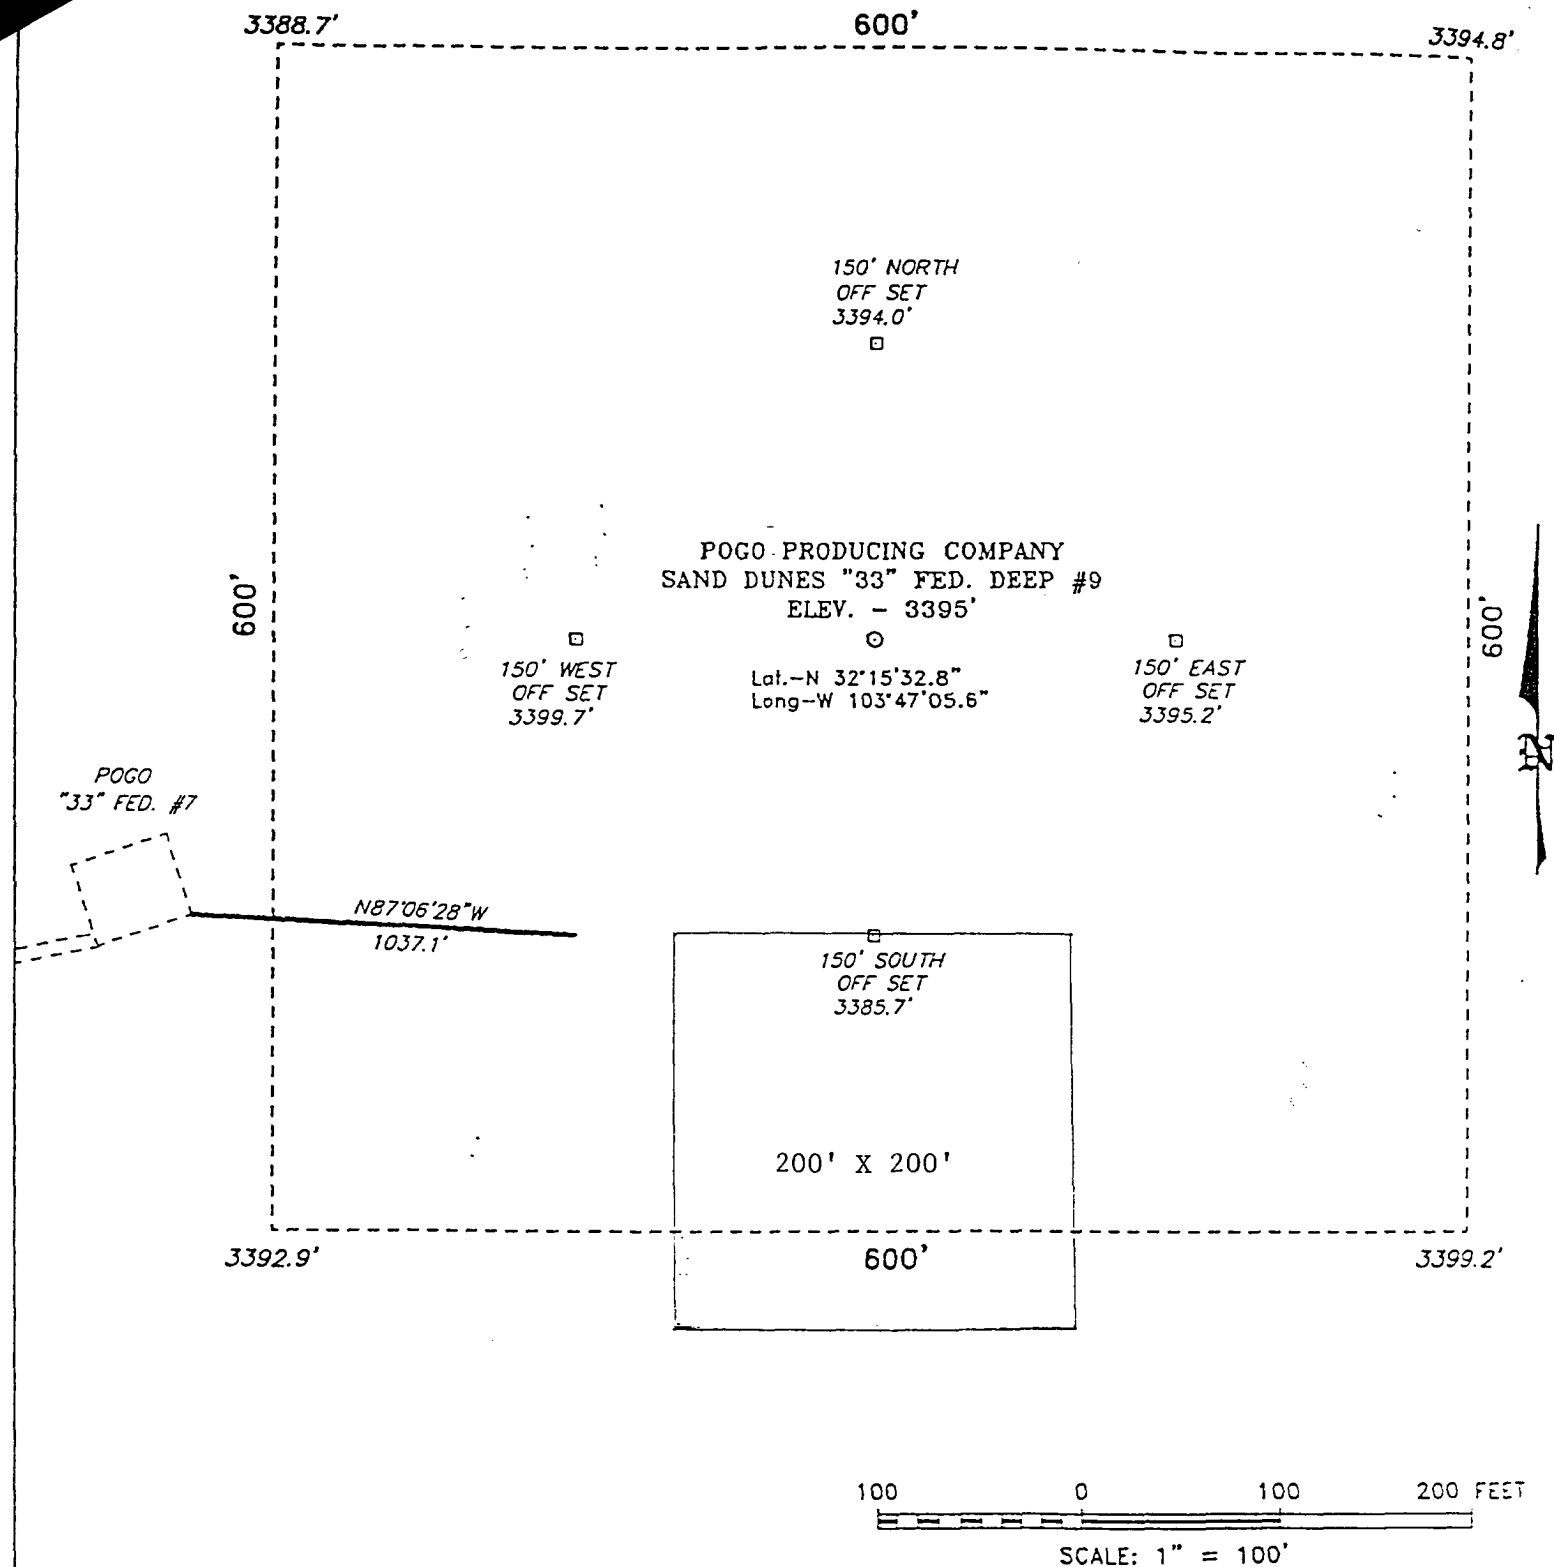 3388.7'
600'
3394.8'
150' NORTH
OFF SET
3394.0'
POGO PRODUCING COMPANY
SAND DUNES "33" FED. DEEP #9
ELEV. - 3395'
600'
600'
150' WEST
OFF SET
3399.7'
Lat.-N 32°15'32.8"
Long-W 103°47'05.6"
150' EAST
OFF SET
3395.2'
N
POGO
"33" FED. #7
N87°06'28"W
1037.1'
150' SOUTH
OFF SET
3385.7'
200' X 200'
3392.9'
600'
3399.2'
100 0 100 200 FEET
SCALE: 1" = 100'